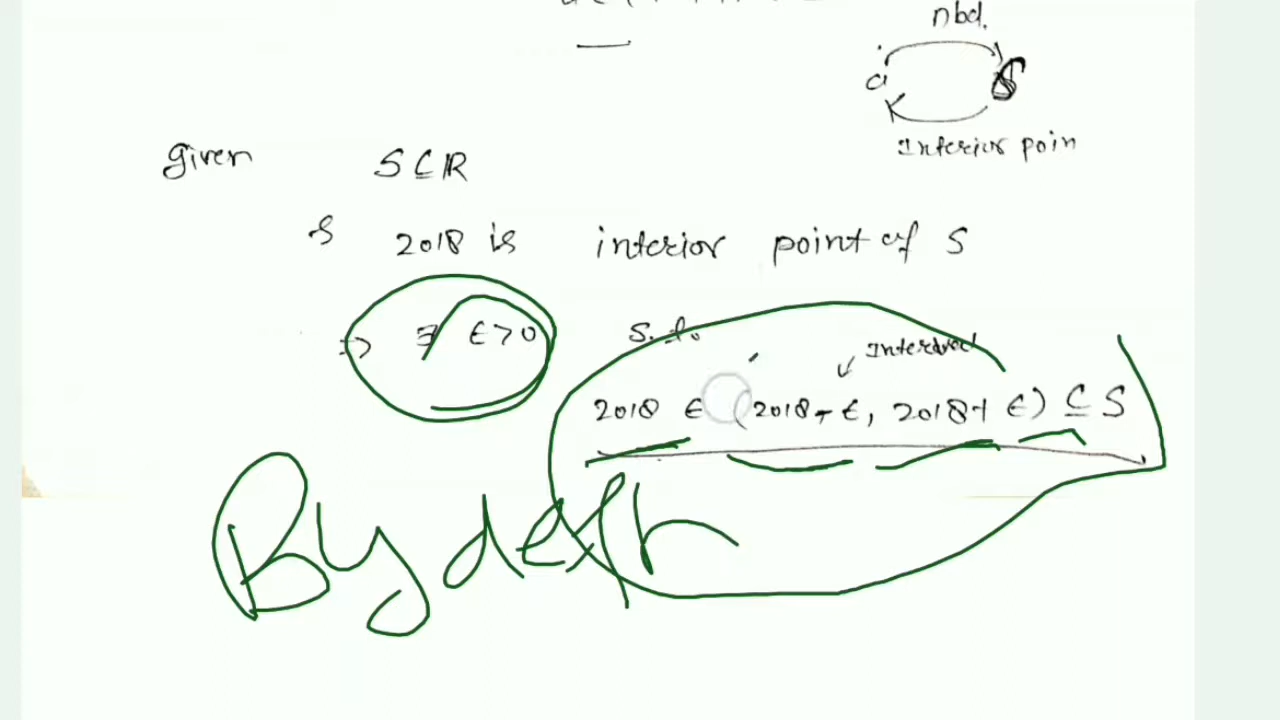 nbd.
a S
Interior poin
given S ⊆ R
& 2018 is interior point of S
=> ∃ ϵ > 0 s.t.
Interval
2018 ∈ (2018 - ϵ, 2018 + ϵ) ⊆ S
By defn